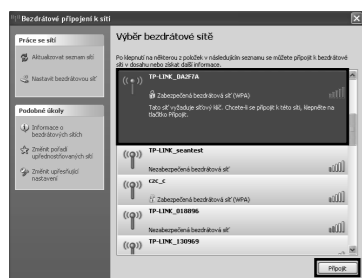 Bezdrátové připojení k síti
Práce se sítí
Aktualizovat seznam sítí
Nastavit bezdrátovou síť
Podobné úkoly
Informace o
bezdrátových sítích
Změnit pořadí
upřednostňovaných sítí
Změnit upřesňující
nastavení
Výběr bezdrátové sítě
Po klepnutí na některou z položek v následujícím seznamu se můžete připojit k bezdrátové
síti v dosahu nebo získat další informace.
TP-LINK_DA2F7A
Zabezpečená bezdrátová síť (WPA)
Tato síť vyžaduje síťový klíč. Chcete-li se připojit k této síti, klepněte na
tlačítko Připojit.
TP-LINK_seantest
Nezabezpečená bezdrátová síť
czc_c
Zabezpečená bezdrátová síť (WPA)
TP-LINK_018896
Nezabezpečená bezdrátová síť
TP-LINK_130969
Připojit